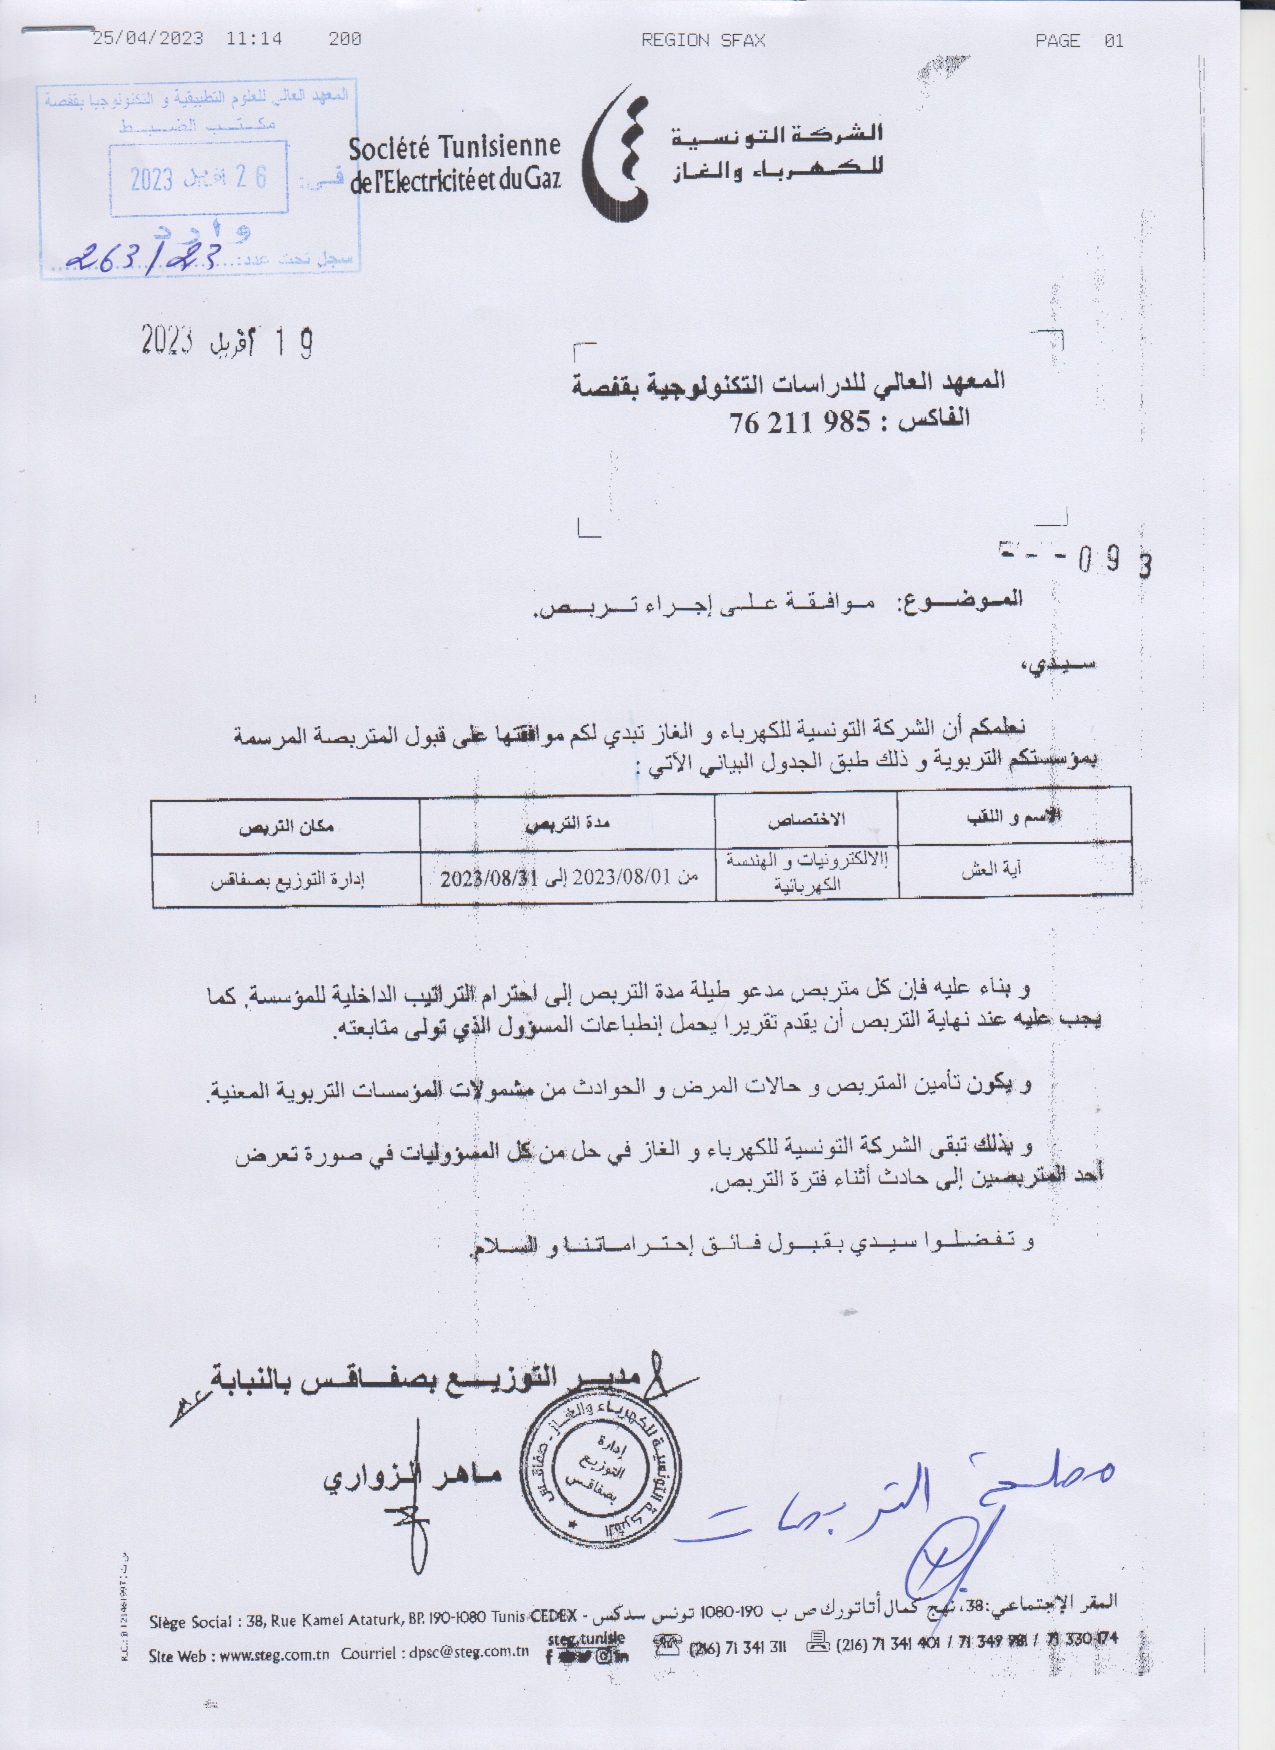 25/04/2023 11:14 200 REGION SFAX PAGE 01
المعهد العالي للعلوم التطبيقية و التكنولوجيا بقفصة
مكتب الضبط
في: 26 أفريل 2023
وارد
سجل تحت عدد: 263/23
Société Tunisienne
de l'Electricité et du Gaz
الشركة التونسية
للكهرباء والغاز
19 أفريل 2023
المعهد العالي للدراسات التكنولوجية بقفصة
الفاكس : 985 211 76
- - - 093
الموضوع: موافقة على إجراء تربص.
سيدي،
نعلمكم أن الشركة التونسية للكهرباء و الغاز تبدي لكم موافقتها على قبول المتربصة المرسمة
بمؤسستكم التربوية و ذلك طبق الجدول البياني الآتي :
الاسم و اللقب الاختصاص مدة التربص مكان التربص
آية العش إالالكترونيات و الهندسة الكهربائية من 2023/08/01 إلى 2023/08/31 إدارة التوزيع بصفاقس
و بناء عليه فإن كل متربص مدعو طيلة مدة التربص إلى احترام التراتيب الداخلية للمؤسسة. كما
يجب عليه عند نهاية التربص أن يقدم تقريرا يحمل إنطباعات المسؤول الذي تولى متابعته.
و يكون تأمين المتربص و حالات المرض و الحوادث من مشمولات المؤسسات التربوية المعنية.
و بذلك تبقى الشركة التونسية للكهرباء و الغاز في حل من كل المسؤوليات في صورة تعرض
أحد المتربصين إلى حادث أثناء فترة التربص.
و تفضلوا سيدي بقبول فائق إحتراماتنا و السلام.
مدير التوزيع بصفاقس بالنيابة
ماهر الزواري
الشركة التونسية للكهرباء والغاز - صفاقس
إدارة
التوزيع
بصفاقس
مصلحة التربصات
المقر الإجتماعي: 38، نهج كمال أتاتورك ص ب 190-1080 تونس سدكس - Siège Social : 38, Rue Kamel Ataturk, BP. 190-1080 Tunis CEDEX
Site Web : www.steg.com.tn Courriel : dpsc@steg.com.tn steg.tunisie (216) 71 341 311 (216) 71 341 401 / 71 349 981 / 71 330 174